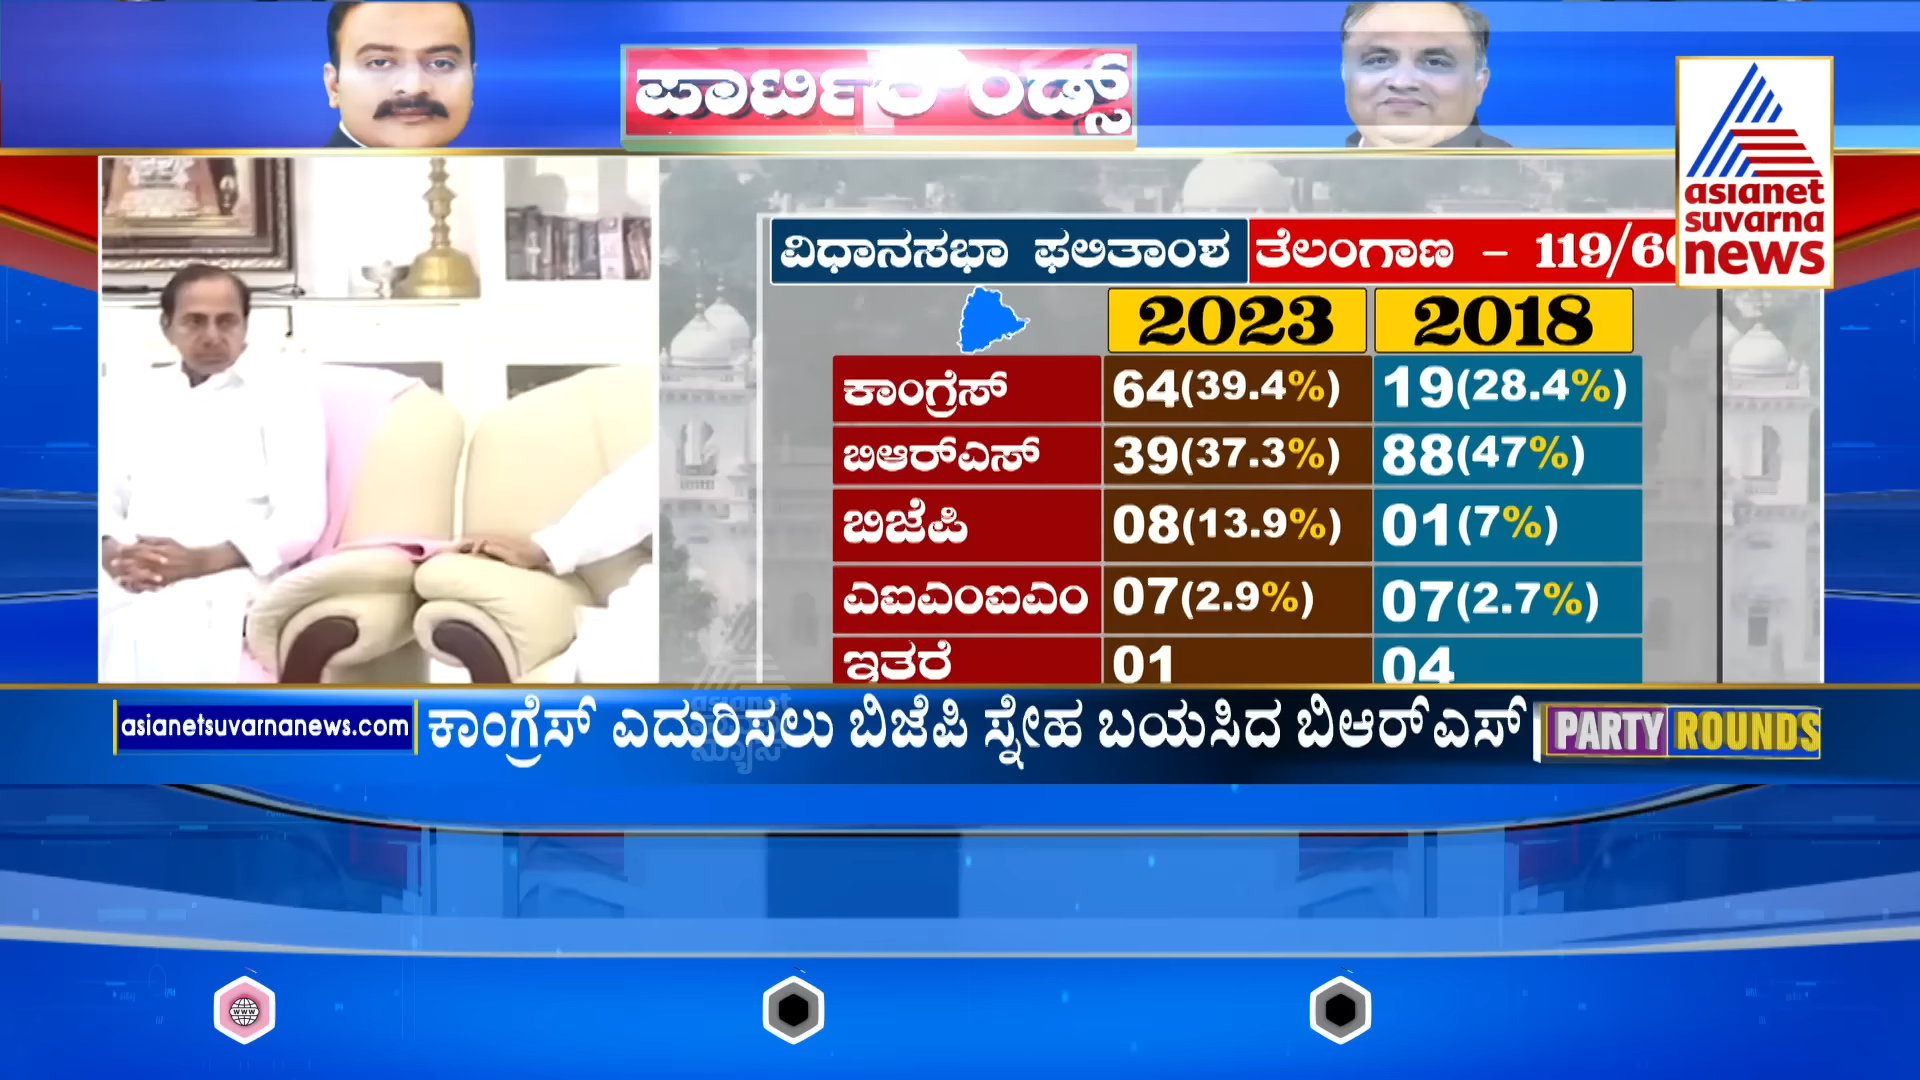 ಪಾರ್ಟಿರೌಂಡ್ಸ್
asianet
suvarna
news
ವಿಧಾನಸಭಾ ಫಲಿತಾಂಶ ತೆಲಂಗಾಣ - 119/60
2023 2018
ಕಾಂಗ್ರೆಸ್ 64(39.4%) 19(28.4%)
ಬಿಆರ್‌ಎಸ್ 39(37.3%) 88(47%)
ಬಿಜೆಪಿ 08(13.9%) 01(7%)
ಎಐಎಂಐಎಂ 07(2.9%) 07(2.7%)
ಇತರೆ 01 04
asianetsuvarnanews.com ಕಾಂಗ್ರೆಸ್ ಎದುರಿಸಲು ಬಿಜೆಪಿ ಸ್ನೇಹ ಬಯಸಿದ ಬಿಆರ್‌ಎಸ್ PARTY ROUNDS
www